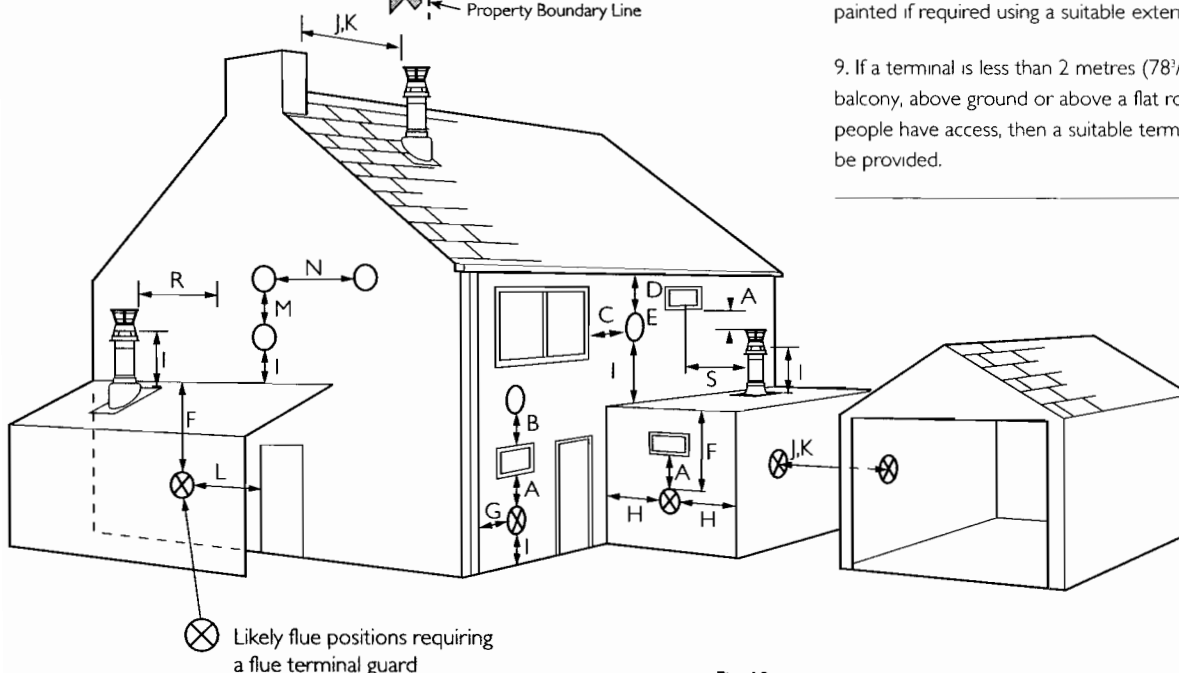 Property Boundary Line
painted if required using a suitable exter
9. If a terminal is less than 2 metres (78³/
balcony, above ground or above a flat ro
people have access, then a suitable term
be provided.
J,K
R
N
M
I
I
F
L
D
A
C
E
I
S
I
B
F
J,K
A
A
G
H
H
I
Likely flue positions requiring
a flue terminal guard